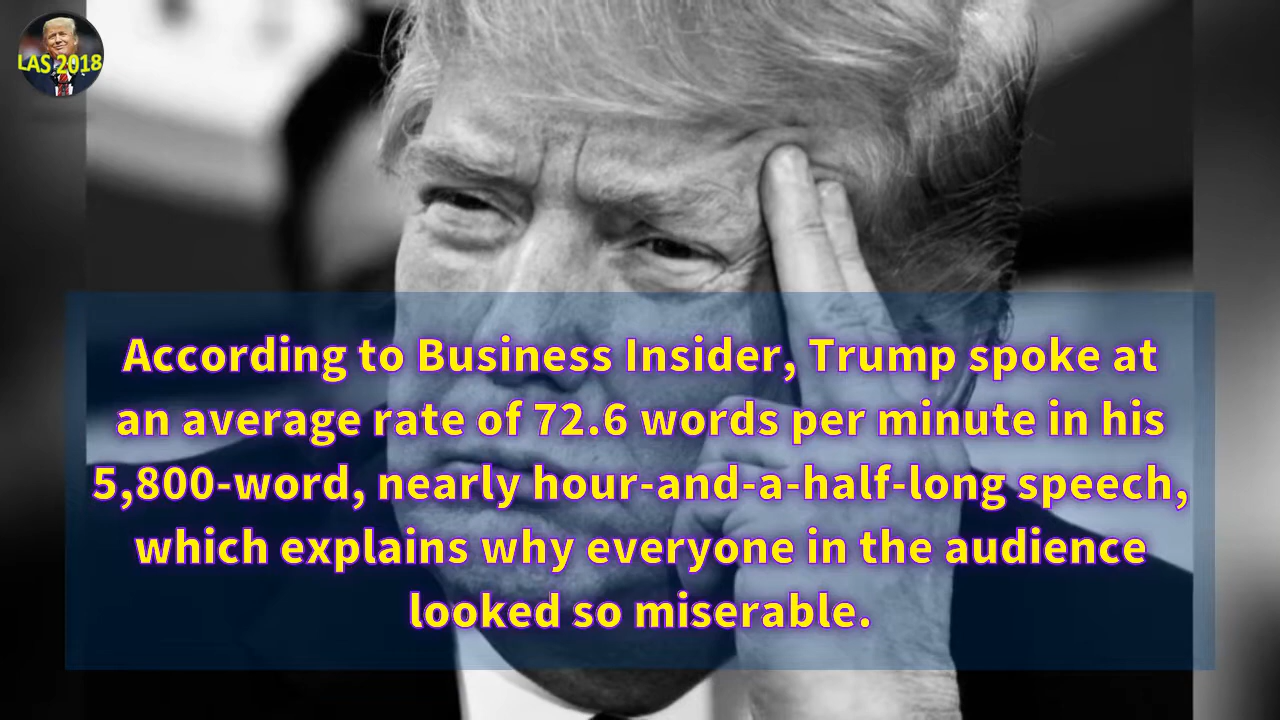 LAS 2018
According to Business Insider, Trump spoke at
an average rate of 72.6 words per minute in his
5,800-word, nearly hour-and-a-half-long speech,
which explains why everyone in the audience
looked so miserable.